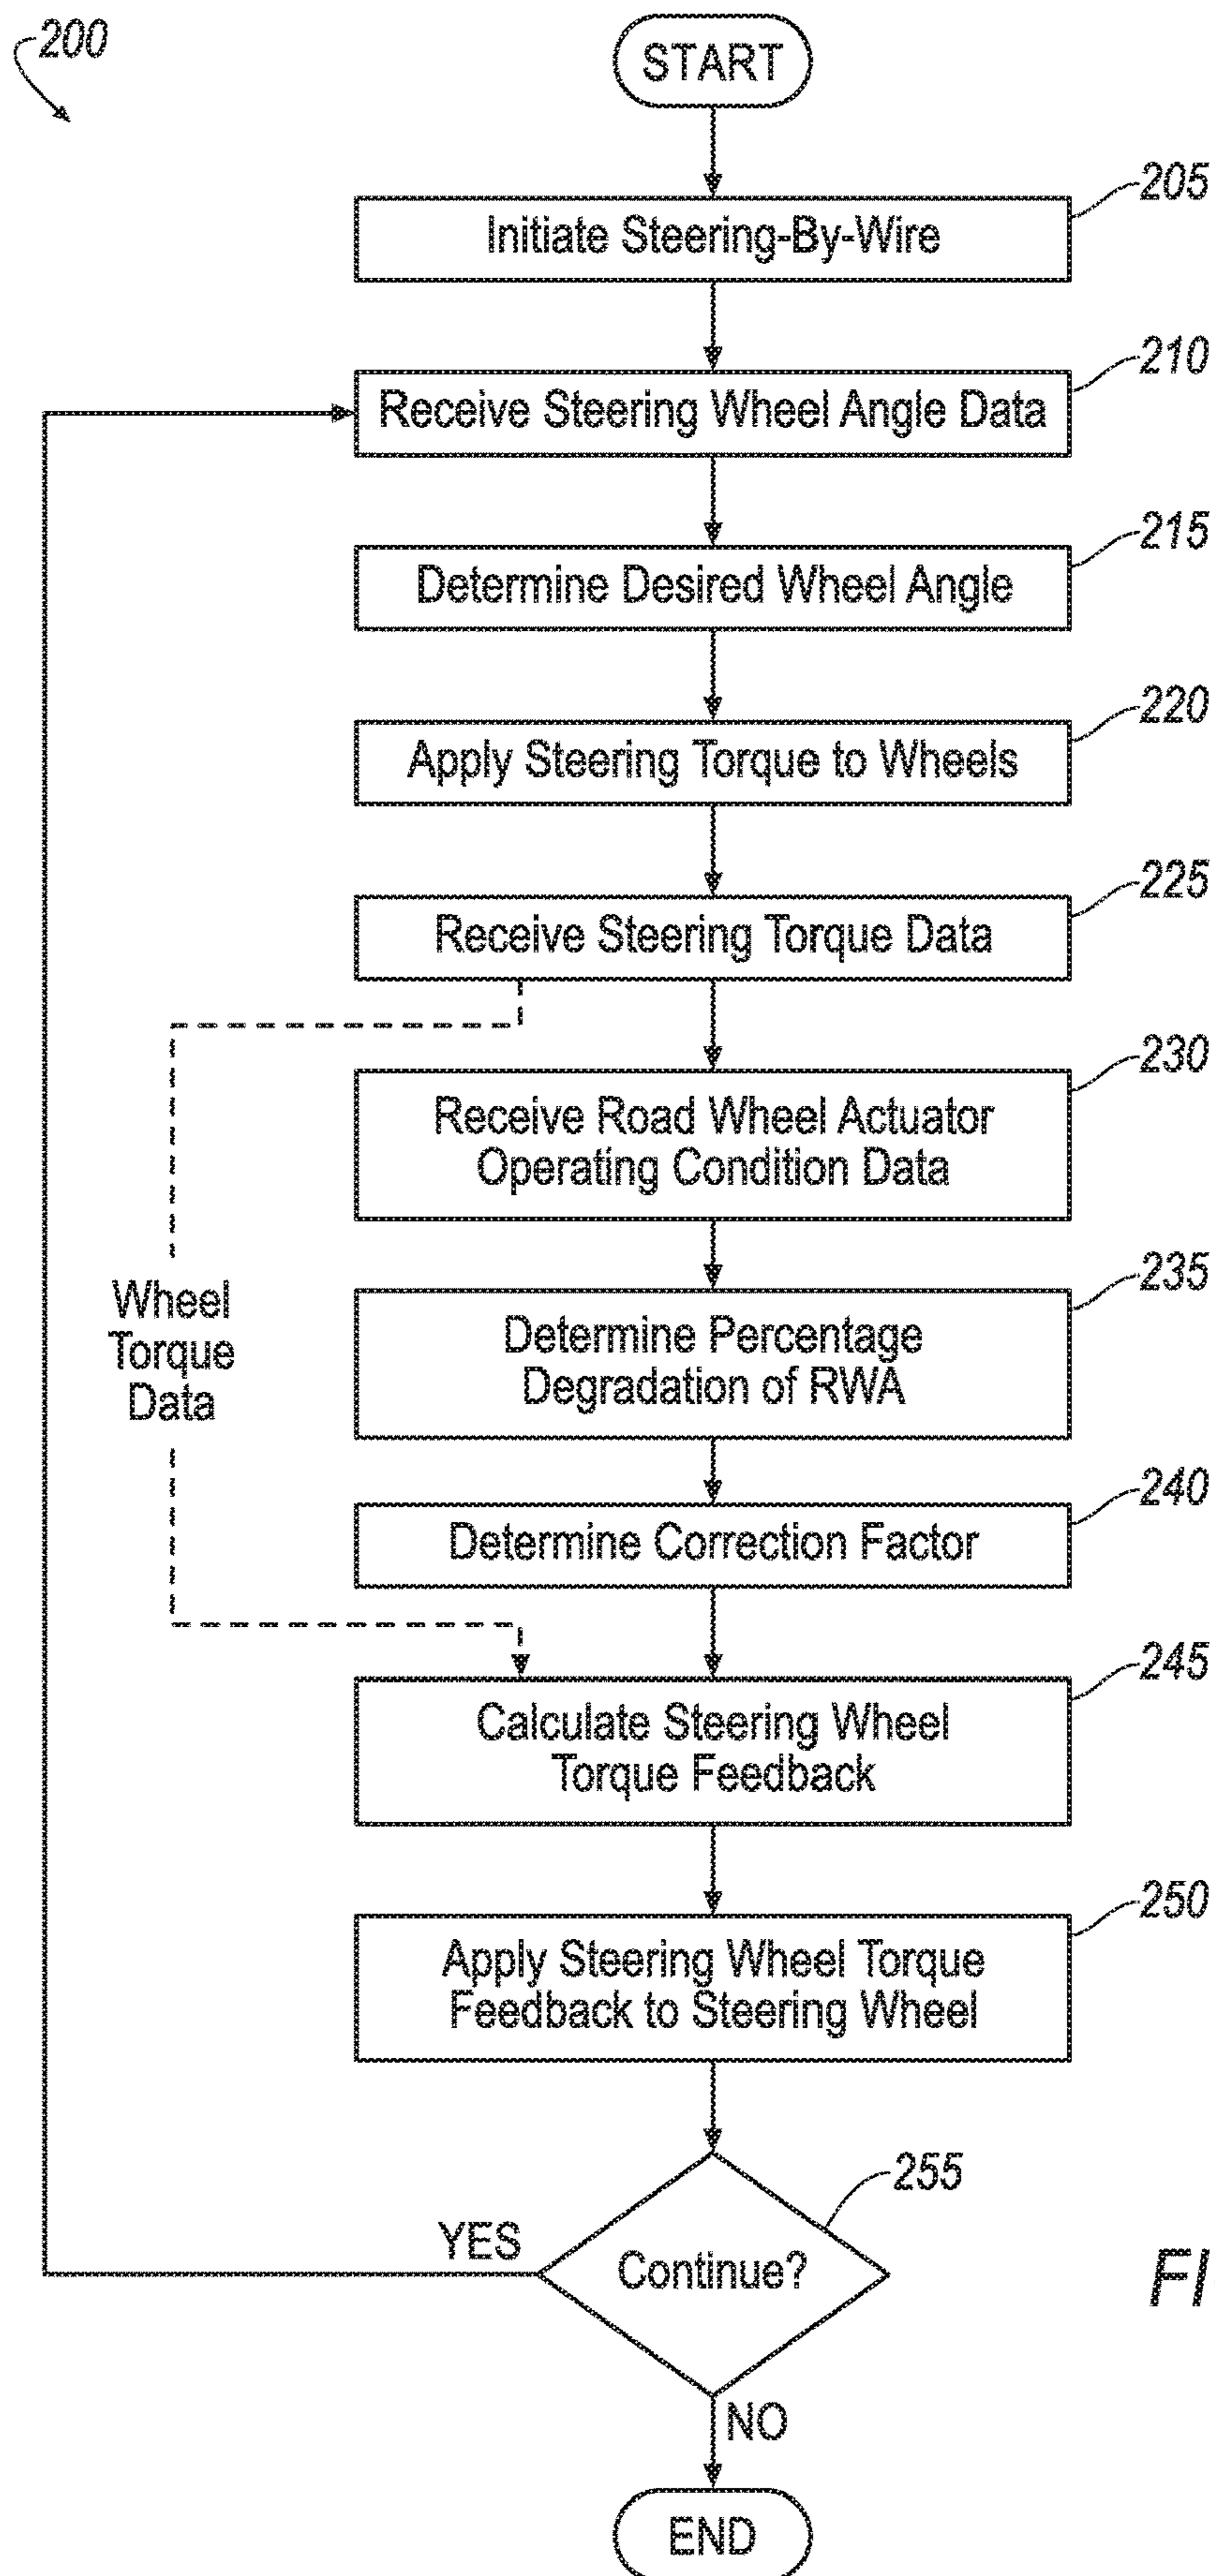 200
START
205
Initiate Steering-By-Wire
210
Receive Steering Wheel Angle Data
215
Determine Desired Wheel Angle
220
Apply Steering Torque to Wheels
225
Receive Steering Torque Data
230
Receive Road Wheel Actuator
Operating Condition Data
235
Wheel
Torque
Data
Determine Percentage
Degradation of RWA
240
Determine Correction Factor
245
Calculate Steering Wheel
Torque Feedback
250
Apply Steering Wheel Torque
Feedback to Steering Wheel
255
YES
Continue?
FI
NO
END